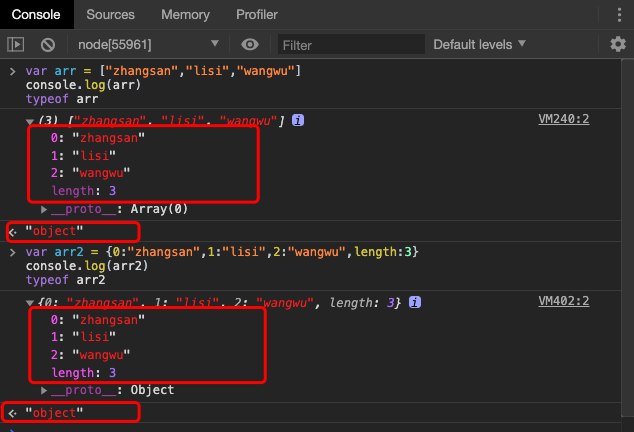 Console Sources Memory Profiler
node[55961] ▼ Filter Default levels ▼
> var arr = ["zhangsan","lisi","wangwu"]
console.log(arr)
typeof arr
▼(3) ["zhangsan", "lisi", "wangwu"] i VM240:2
0: "zhangsan"
1: "lisi"
2: "wangwu"
length: 3
▶__proto__: Array(0)
"object"
> var arr2 = {0:"zhangsan",1:"lisi",2:"wangwu",length:3}
console.log(arr2)
typeof arr2
▼{0: "zhangsan", 1: "lisi", 2: "wangwu", length: 3} i VM402:2
0: "zhangsan"
1: "lisi"
2: "wangwu"
length: 3
▶__proto__: Object
"object"